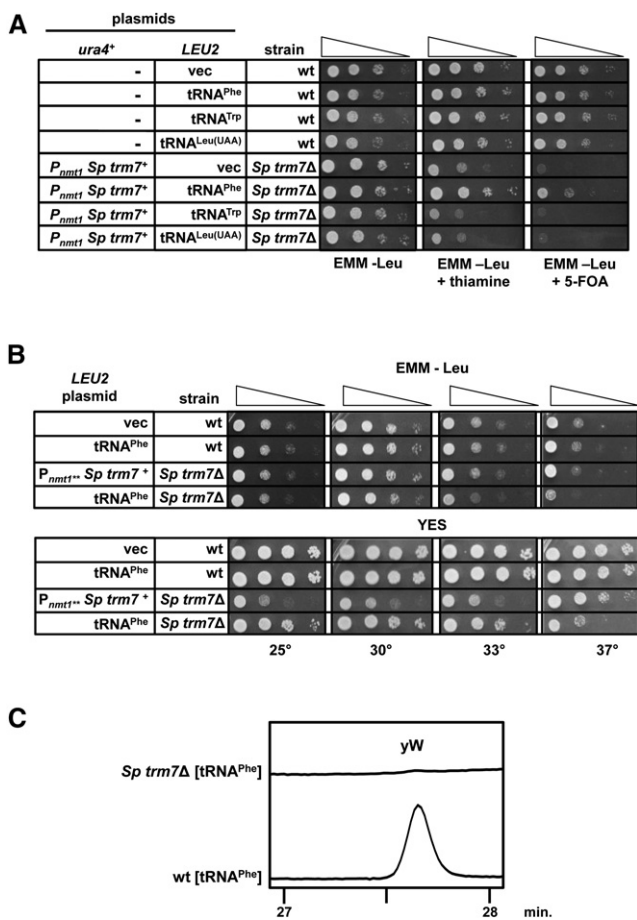 A
plasmids
ura4+ LEU2 strain
- vec wt
- tRNAPhe wt
- tRNATrp wt
- tRNALeu(UAA) wt
Pnmt1 Sp trm7+ vec Sp trm7Δ
Pnmt1 Sp trm7+ tRNAPhe Sp trm7Δ
Pnmt1 Sp trm7+ tRNATrp Sp trm7Δ
Pnmt1 Sp trm7+ tRNALeu(UAA) Sp trm7Δ
EMM -Leu
EMM –Leu
+ thiamine
EMM –Leu
+ 5-FOA
B
EMM - Leu
LEU2
plasmid strain
vec wt
tRNAPhe wt
Pnmt1** Sp trm7 + Sp trm7Δ
tRNAPhe Sp trm7Δ
YES
vec wt
tRNAPhe wt
Pnmt1** Sp trm7 + Sp trm7Δ
tRNAPhe Sp trm7Δ
25° 30° 33° 37°
C
yW
Sp trm7Δ [tRNAPhe]
wt [tRNAPhe]
27 28 min.